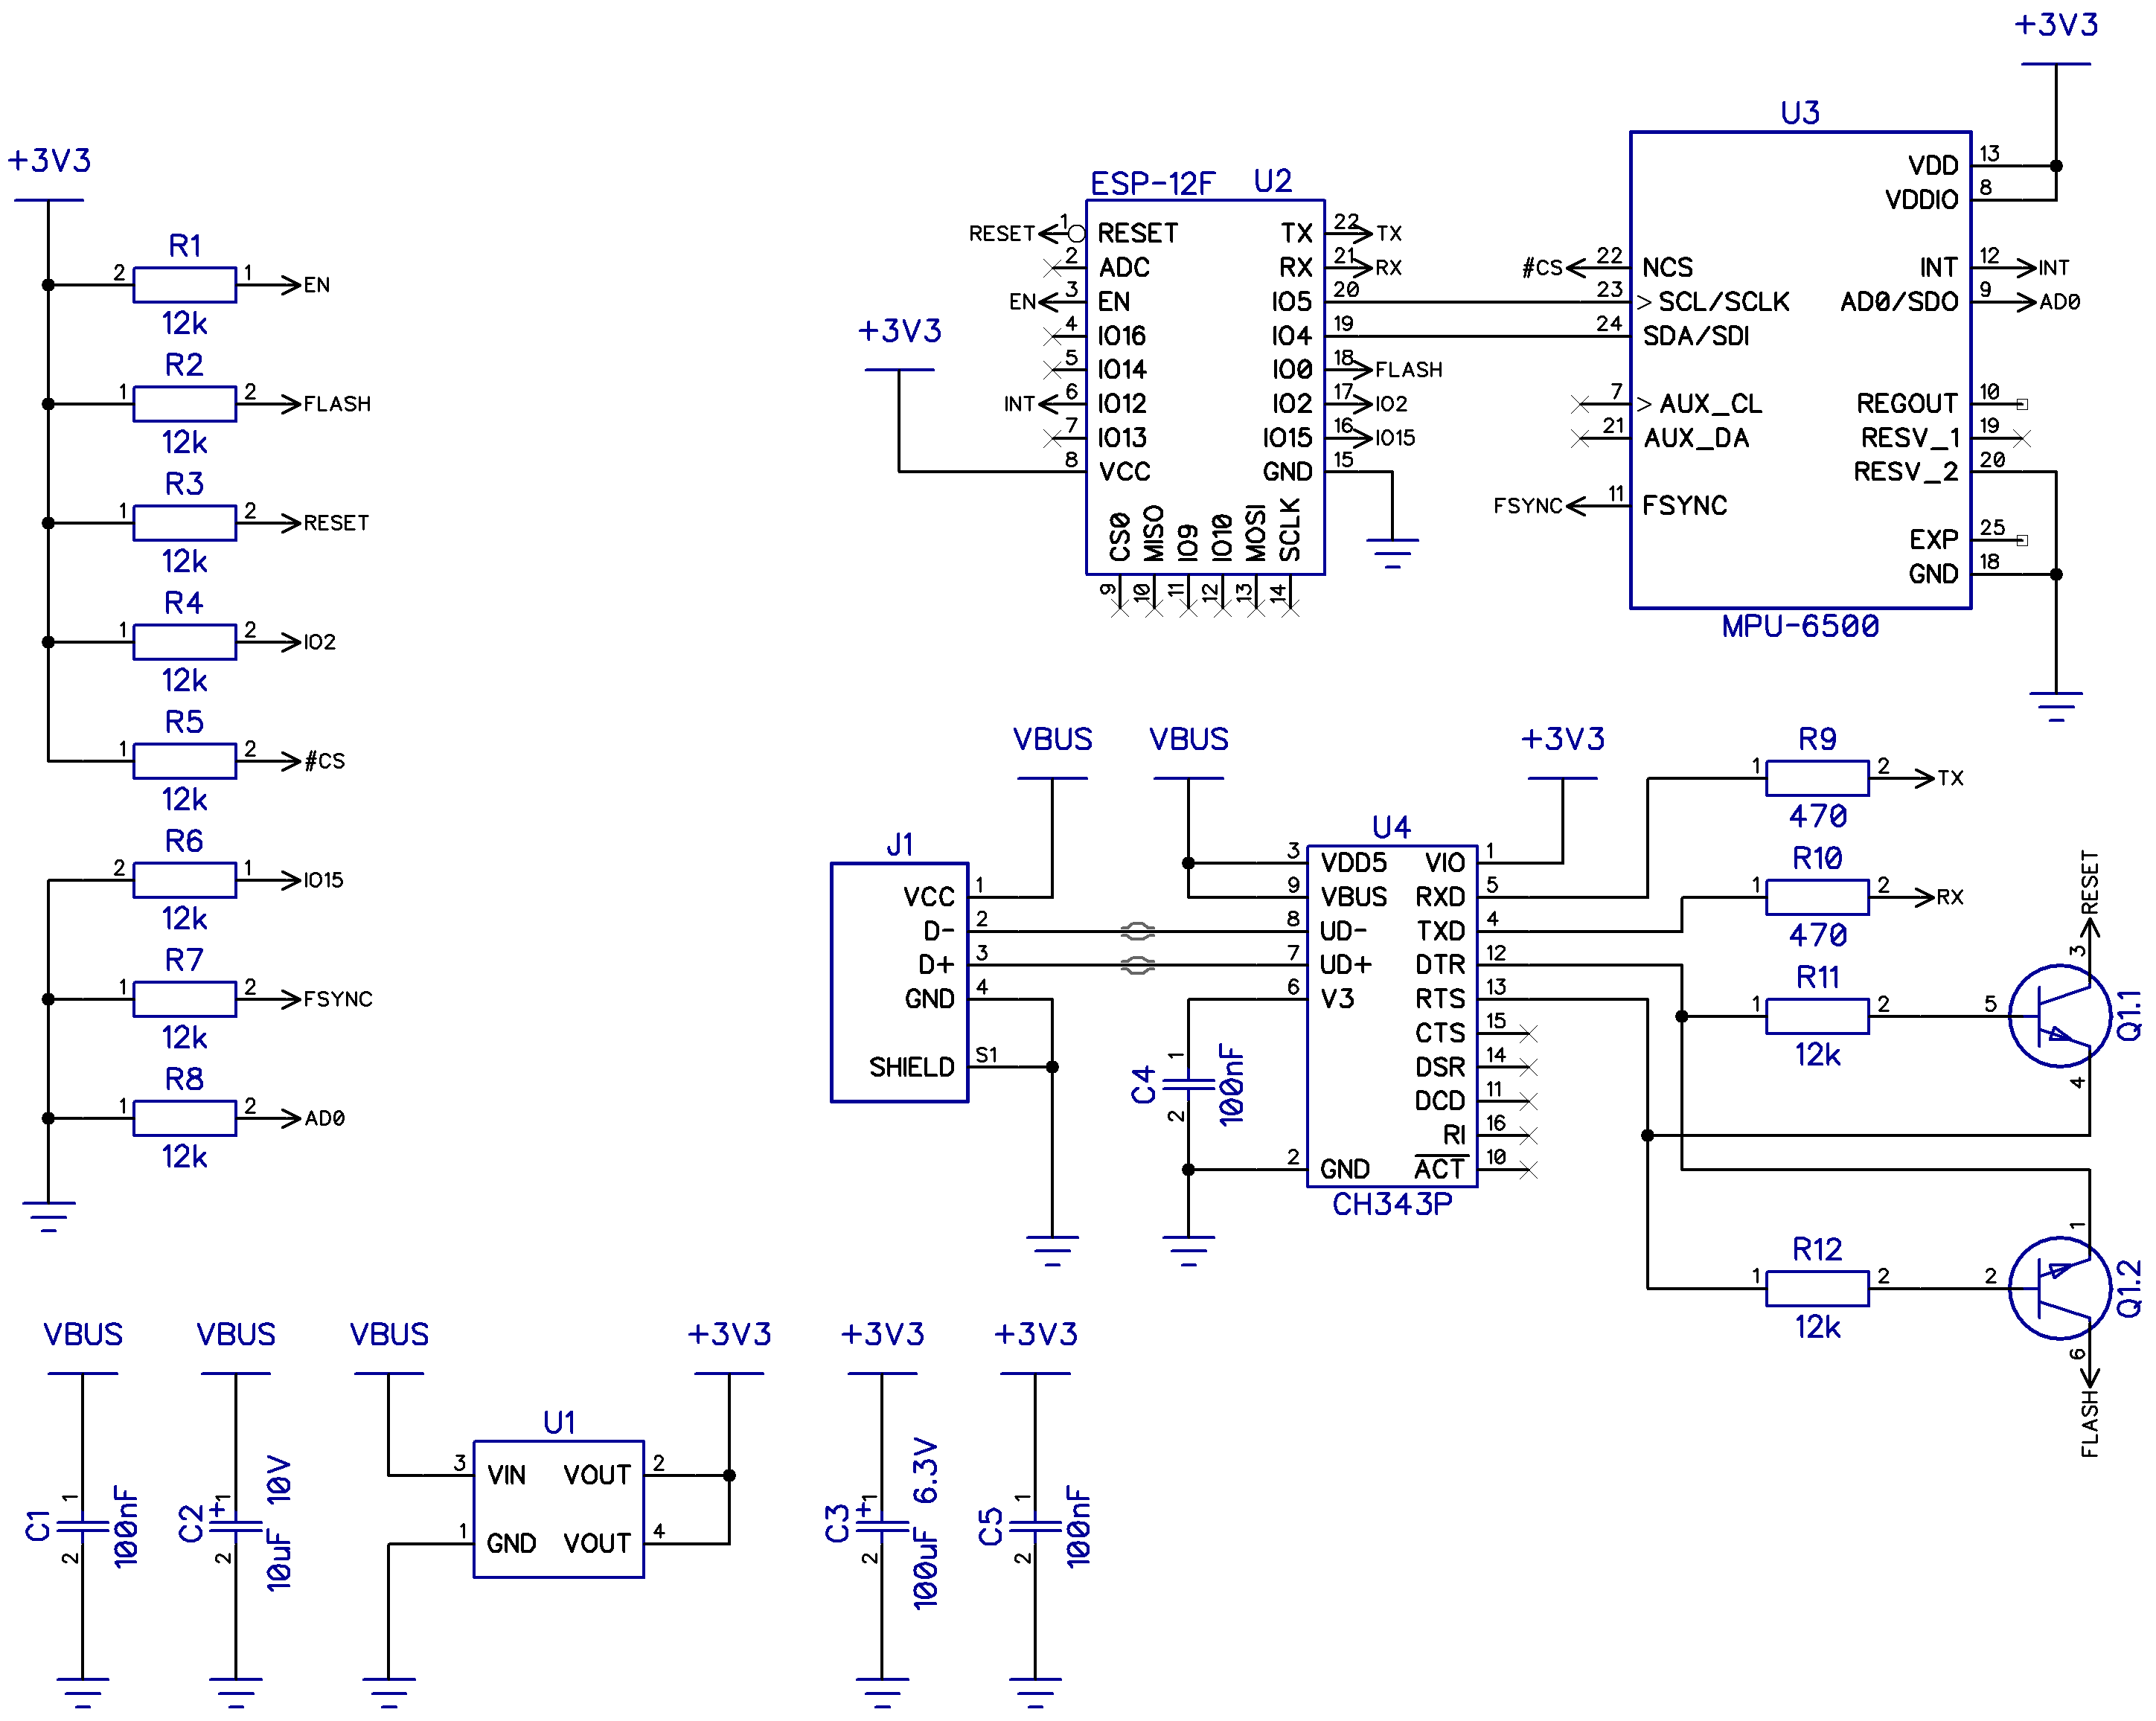 +3V3
R1
2
1
EN
12k
R2
1
2
FLASH
12k
R3
1
2
RESET
12k
R4
1
2
IO2
12k
R5
1
2
#CS
12k
R6
2
1
IO15
12k
R7
1
2
FSYNC
12k
R8
1
2
AD0
12k
+3V3
ESP-12F U2
RESET 1 RESET TX 22 TX
2 ADC RX 21 RX
EN 3 EN IO5 20
4 IO16 IO4 19
5 IO14 IO0 18 FLASH
INT 6 IO12 IO2 17 IO2
7 IO13 IO15 16 IO15
8 VCC GND 15
CS0 MISO IO9 IO10 MOSI SCLK
9 10 11 12 13 14
+3V3
U3
VDD 13
VDDIO 8
#CS 22 NCS INT 12 INT
23 >SCL/SCLK AD0/SDO 9 AD0
24 SDA/SDI
7 > AUX_CL REGOUT 10
21 AUX_DA RESV_1 19
RESV_2 20
FSYNC 11 FSYNC
EXP 25
GND 18
MPU-6500
VBUS
J1
VCC 1
D- 2
D+ 3
GND 4
SHIELD S1
VBUS
+3V3
U4
3 VDD5 VIO 1
9 VBUS RXD 5
8 UD- TXD 4
7 UD+ DTR 12
6 V3 RTS 13
CTS 15
DSR 14
DCD 11
RI 16
2 GND ACT 10
CH343P
C4
1
2
100nF
R9
1
2
TX
470
R10
1
2
RX
470
R11
1
2
12k
RESET
3
5
4
Q1.1
R12
1
2
12k
1
2
6
Q1.2
FLASH
VBUS
C1
1
2
100nF
VBUS
C2
+
1
2
10uF 10V
VBUS
+3V3
U1
3 VIN VOUT 2
1 GND VOUT 4
+3V3
C3
+
1
2
100uF 6.3V
+3V3
C5
1
2
100nF